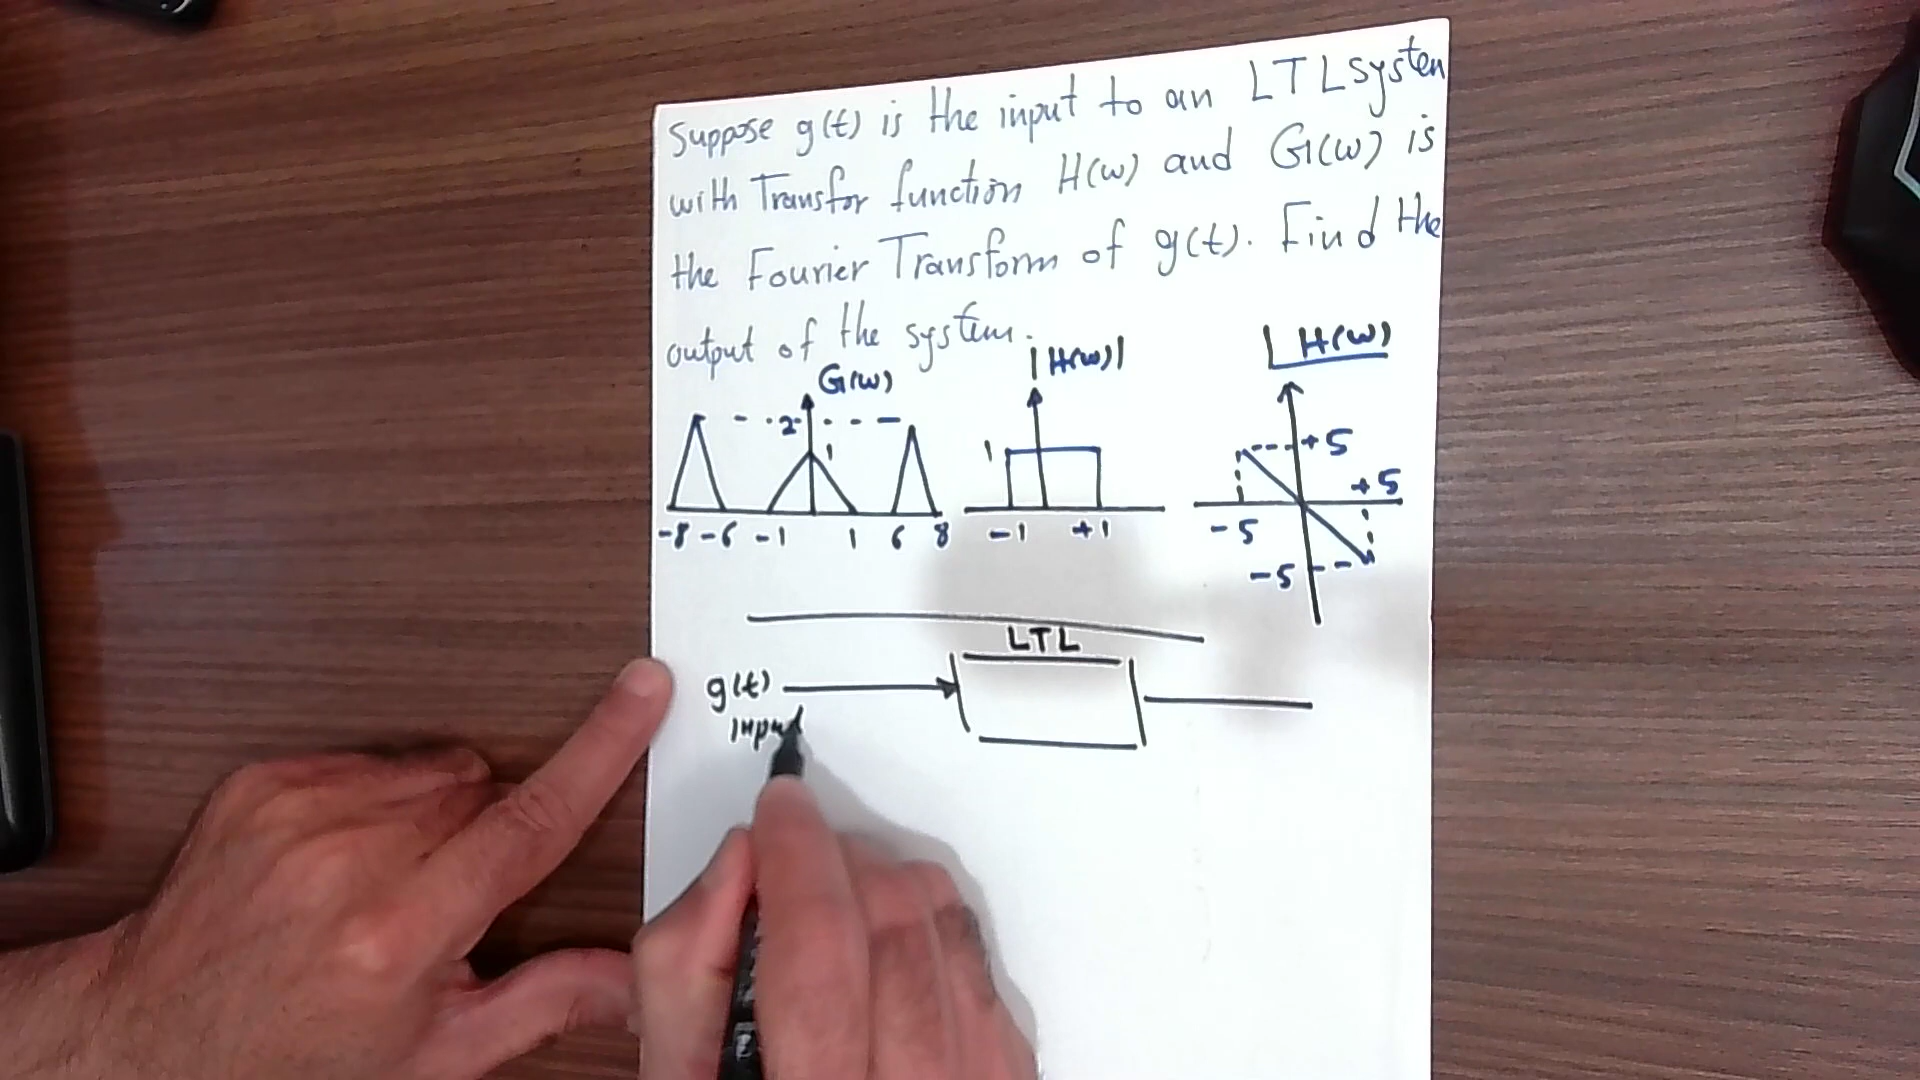 Suppose g(t) is the input to an LTL system
with Transfor function H(w) and G(w) is
the Fourier Transform of g(t). Find the
output of the system.
G(w) |H(w)| ∠H(w)
2 1 1 +5 +5
-8 -6 -1 1 6 8 -1 +1 -5 -5
LTL
g(t)
Input